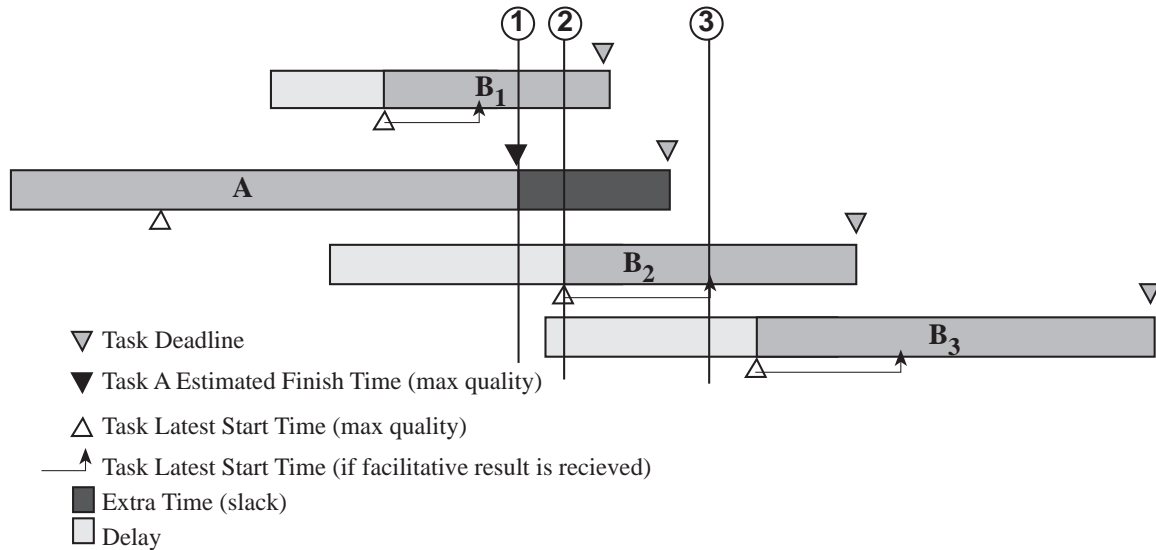 1 2 3
B1
A
B2
B3
Task Deadline
Task A Estimated Finish Time (max quality)
Task Latest Start Time (max quality)
Task Latest Start Time (if facilitative result is recieved)
Extra Time (slack)
Delay